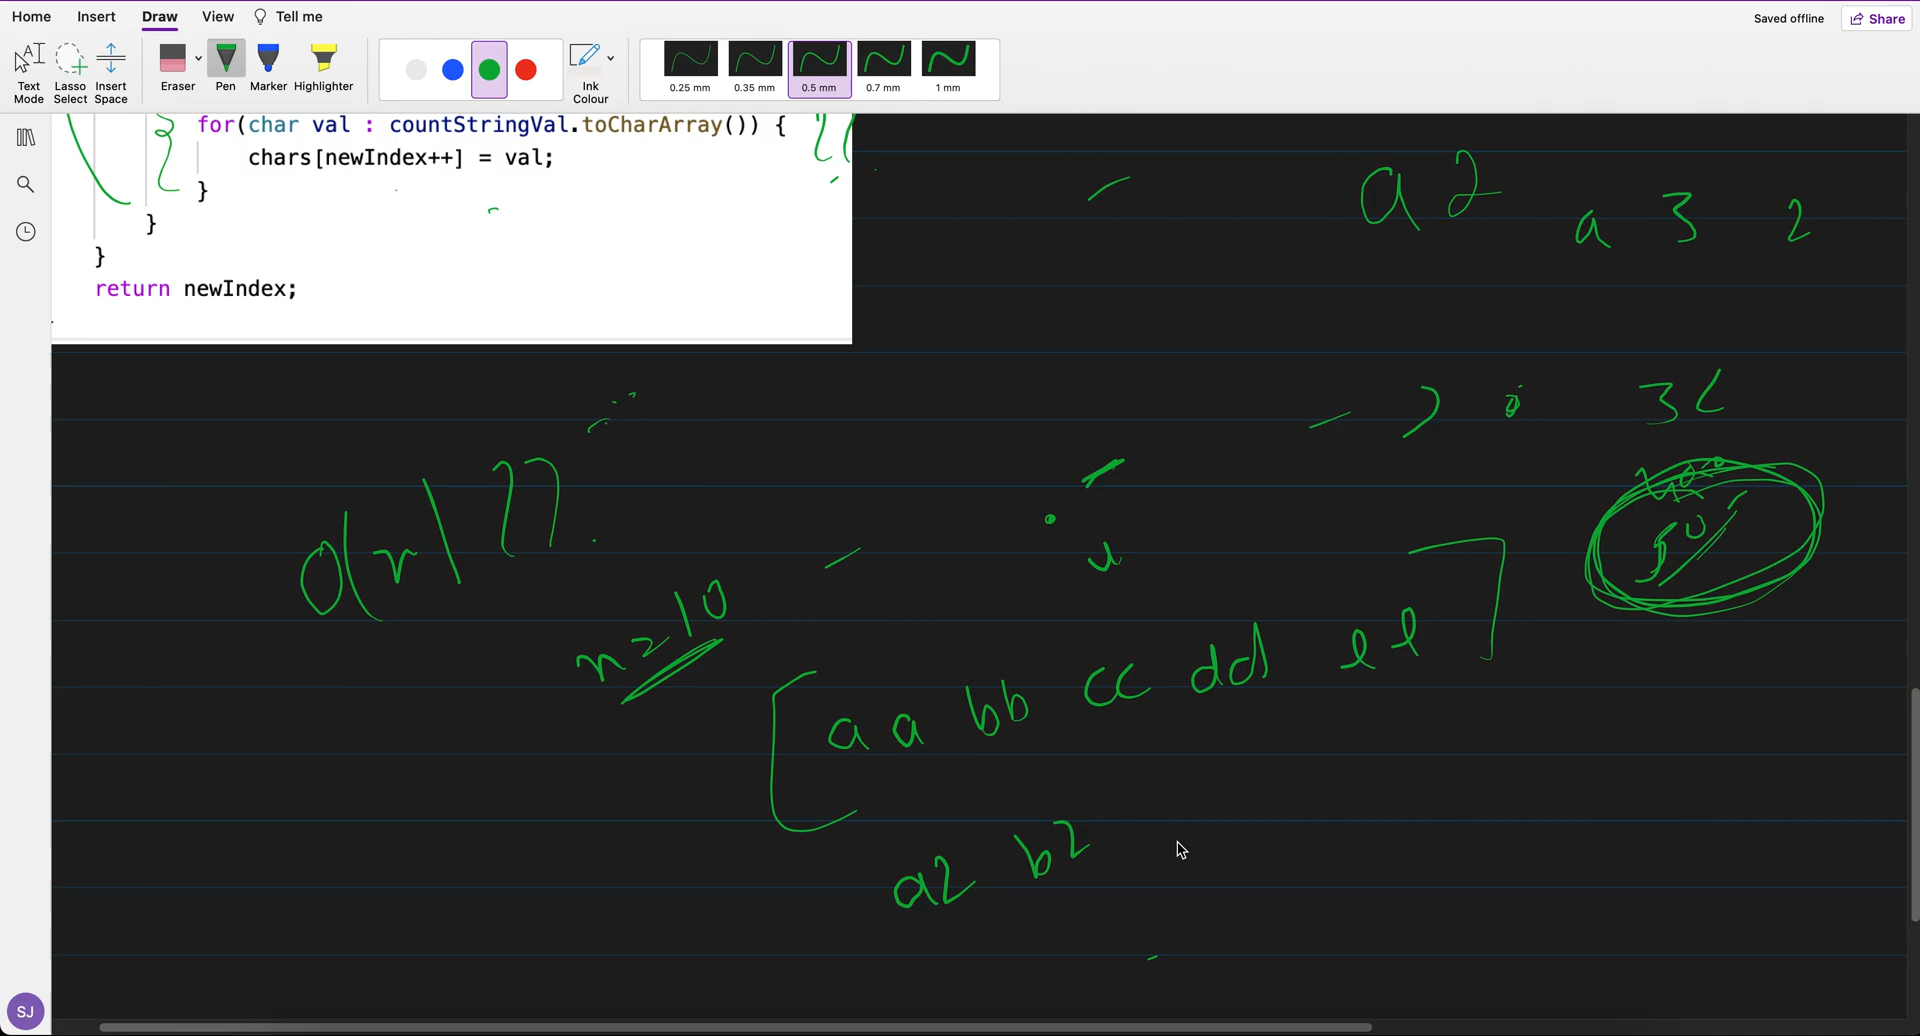 Home Insert Draw View Tell me Saved offline Share
Text Mode Lasso Select Insert Space Eraser Pen Marker Highlighter Ink Colour 0.25 mm 0.35 mm 0.5 mm 0.7 mm 1 mm
for(char val : countStringVal.toCharArray()) {
chars[newIndex++] = val;
}
}
}
return newIndex;
a 2
a 3 2
n = 10
[ a a bb cc dd e e ]
a2 b2
SJ